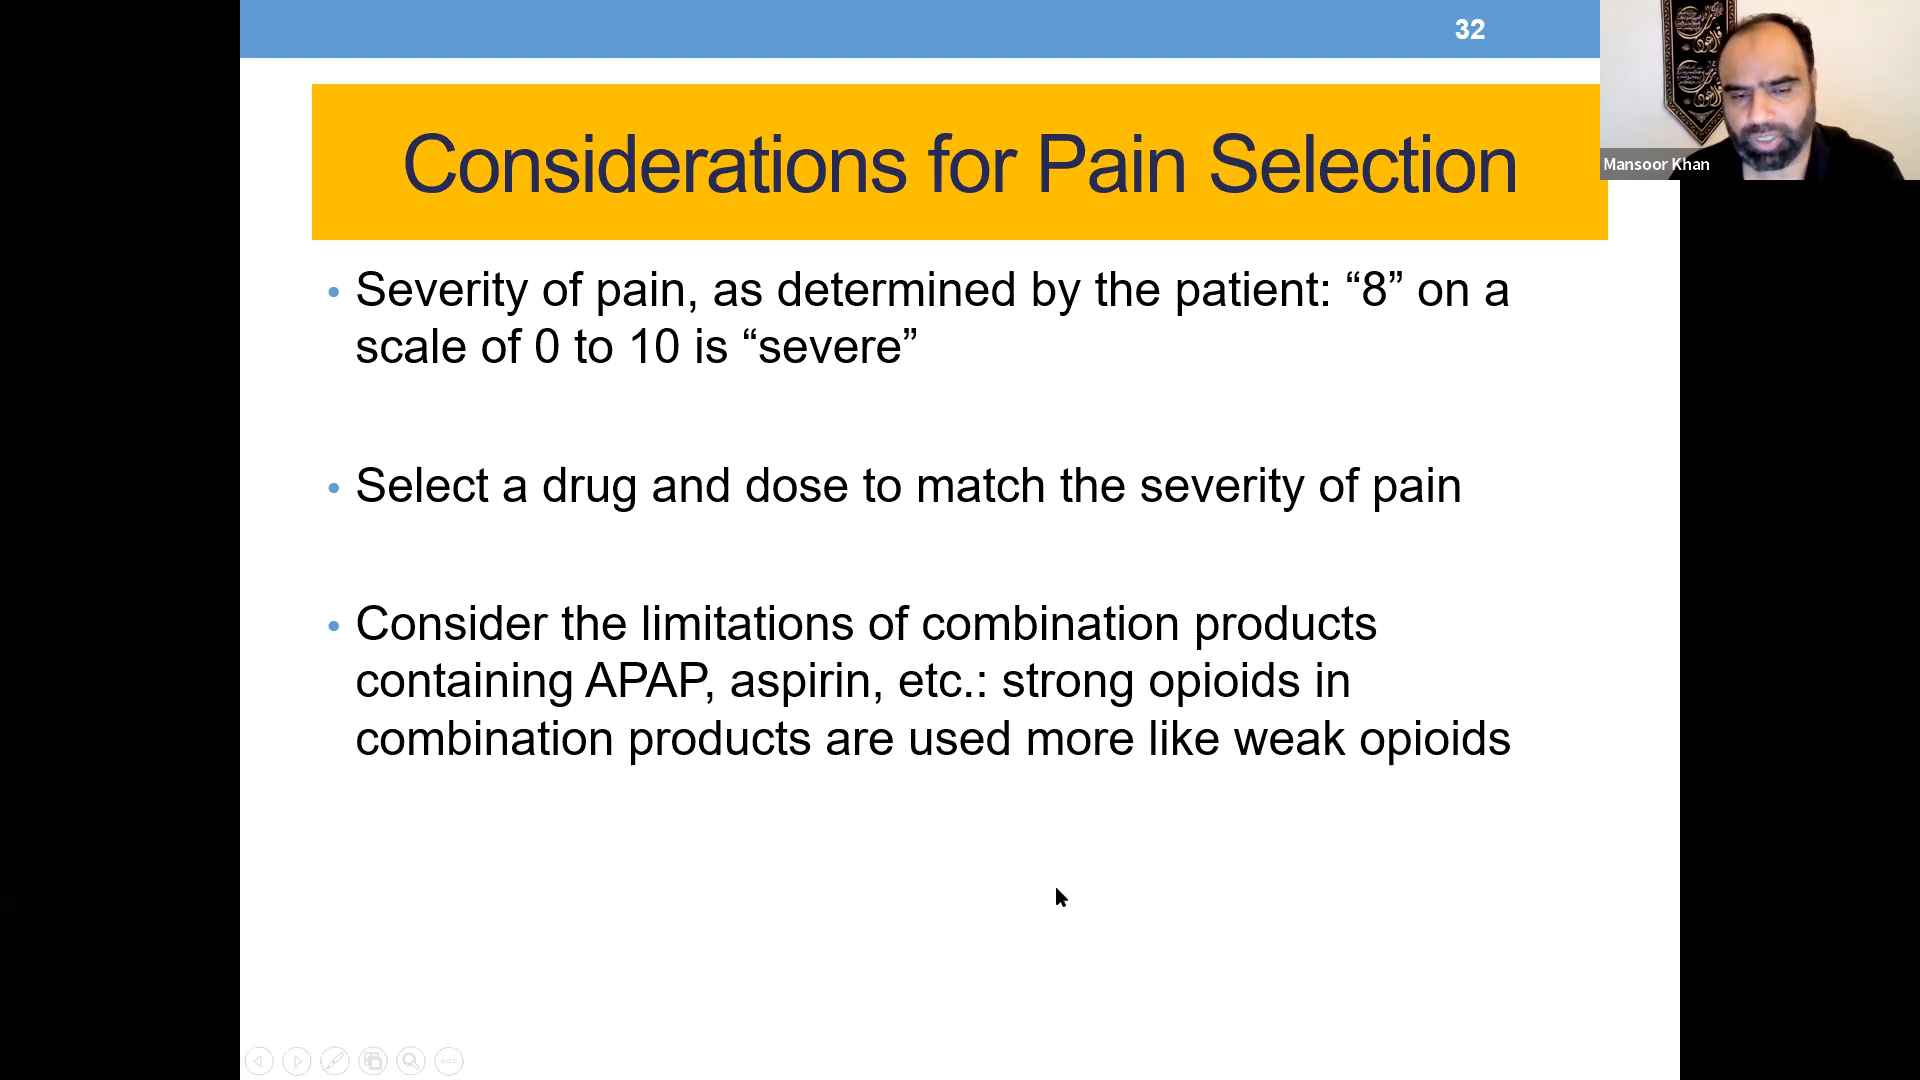 32
Considerations for Pain Selection
Mansoor Khan
• Severity of pain, as determined by the patient: “8” on a
scale of 0 to 10 is “severe”
• Select a drug and dose to match the severity of pain
• Consider the limitations of combination products
containing APAP, aspirin, etc.: strong opioids in
combination products are used more like weak opioids